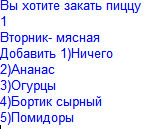 Вы хотите закать пиццу
1
Вторник- мясная
Добавить 1)Ничего
2)Ананас
3)Огурцы
4)Бортик сырный
5)Помидоры